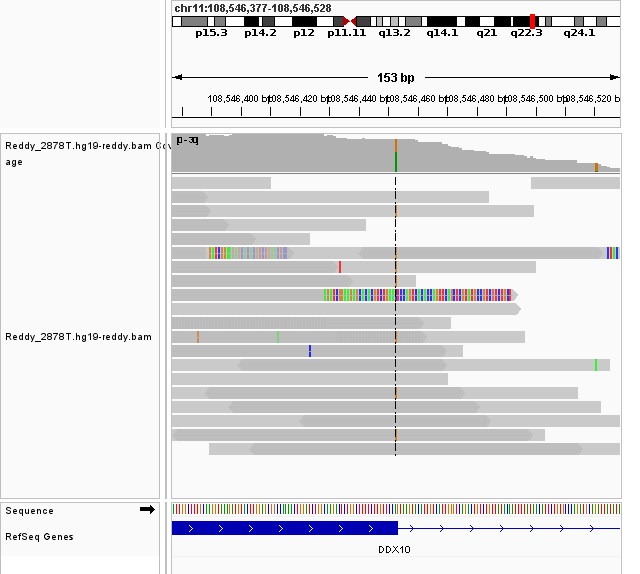 chr11:108,546,377-108,546,528
p15.3 p14.2 p12 p11.11 q13.2 q14.1 q21 q22.3 q24.1
153 bp
108,546,400 bp 108,546,420 bp 108,546,440 bp 108,546,460 bp 108,546,480 bp 108,546,500 bp 108,546,520 b
Reddy_2878T.hg19-reddy.bam Cov
age
Reddy_2878T.hg19-reddy.bam
Sequence
RefSeq Genes
DDX10